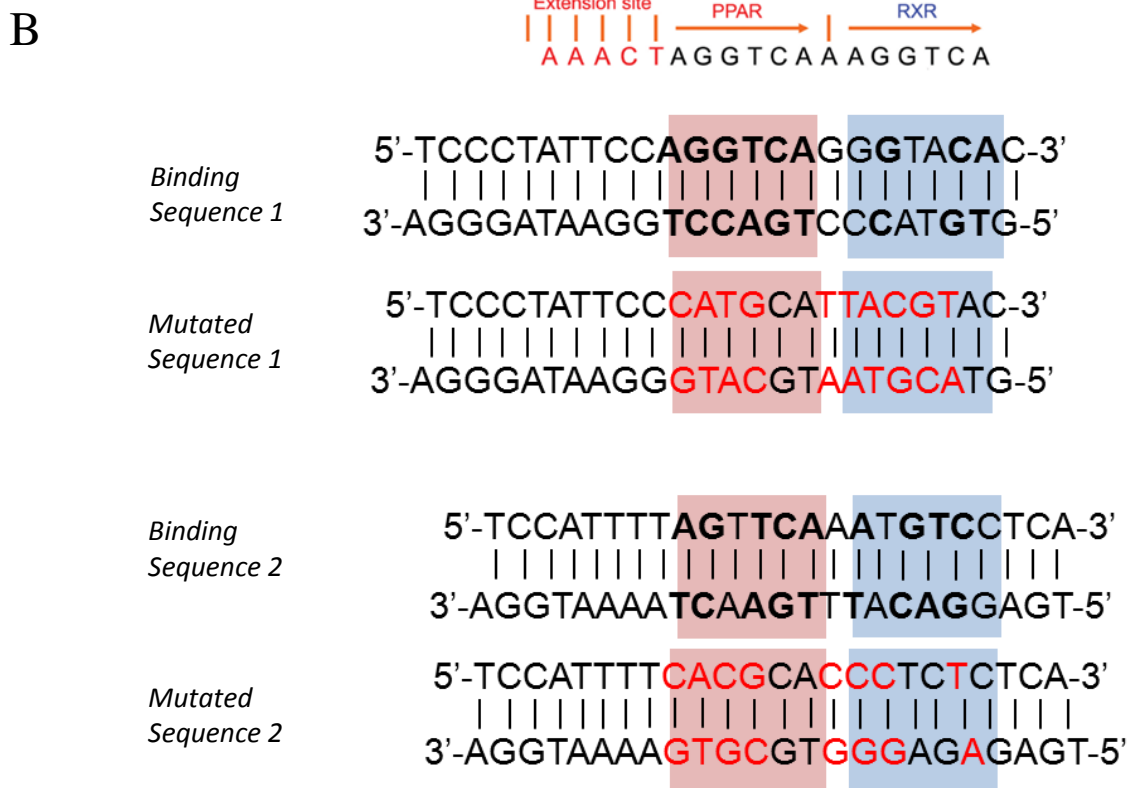 B
Extension site PPAR RXR
A A A C T A G G T C A A A G G T C A
5’-TCCCTATTCCAGGTCAGGGTACAC-3’
Binding
Sequence 1
3’-AGGGATAAGGTCCAGTCCCATGTG-5’
5’-TCCCTATTCCCATGCATTACGTAC-3’
Mutated
Sequence 1
3’-AGGGATAAGGGTACGTAATGCATG-5’
5’-TCCATTTTAGTTCAAATGTCCTCA-3’
Binding
Sequence 2
3’-AGGTAAAATCAAGTTTACAGGAGT-5’
5’-TCCATTTTCACGCACCCTCTCTCA-3’
Mutated
Sequence 2
3’-AGGTAAAAGTGCGTGGGAGAGAGT-5’